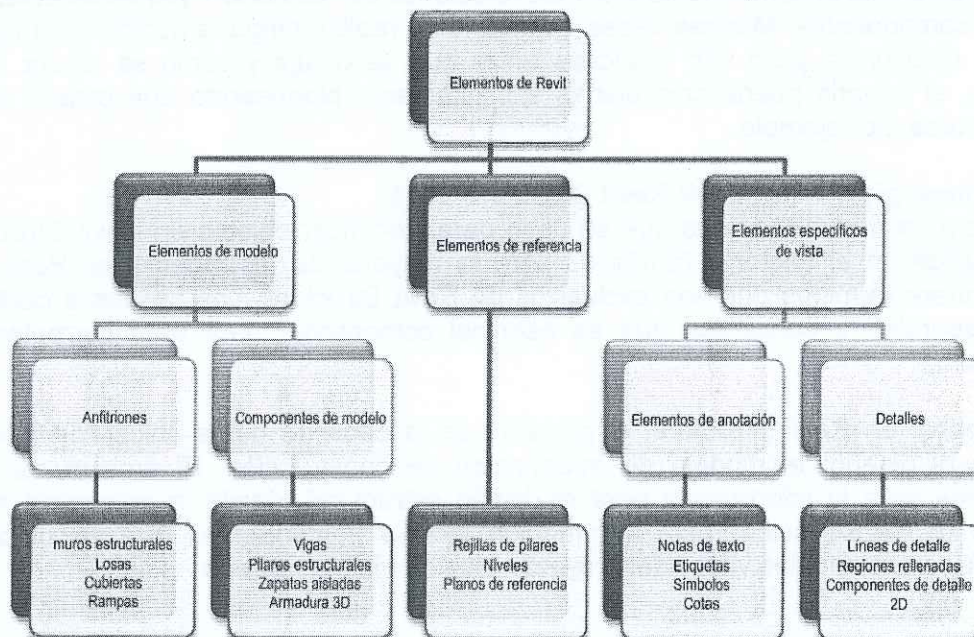 Elementos de Revit
Elementos de modelo
Elementos de referencia
Elementos específicos
de vista
Anfitriones
Componentes de modelo
Elementos de anotación
Detalles
muros estructurales
Losas
Cubiertas
Rampas
Vigas
Pilares estructurales
Zapatas aisladas
Armadura 3D
Rejillas de pilares
Niveles
Planos de referencia
Notas de texto
Etiquetas
Símbolos
Cotas
Líneas de detalle
Regiones rellenadas
Componentes de detalle
2D